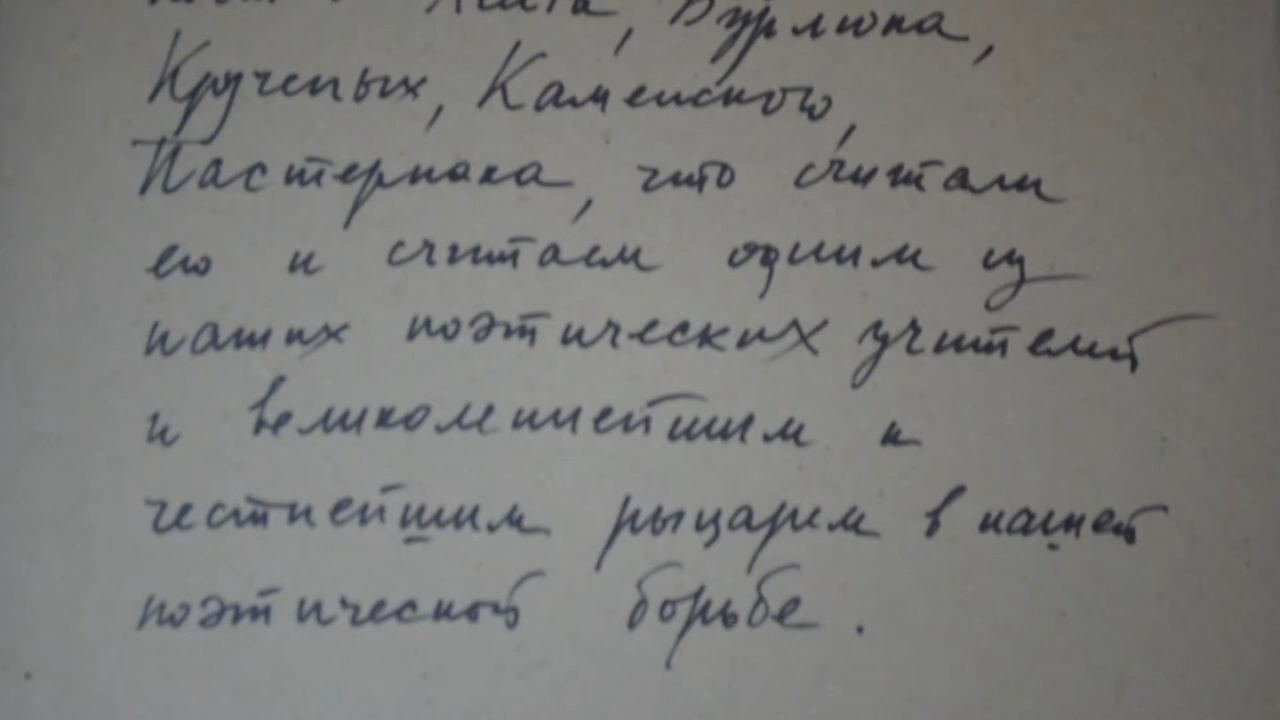 Бурлюка,
Крученых, Каменского,
Пастернака, что считали
его и считаем одним из
наших поэтических учителей
и великолепнейшим и
честнейшим рыцарем в нашей
поэтической борьбе.